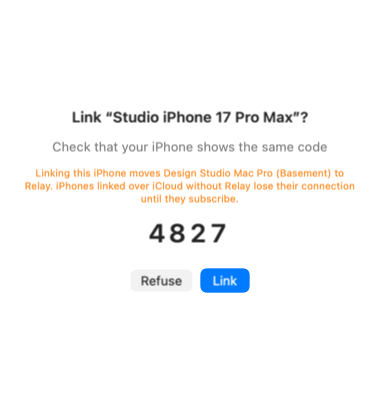 Link “Studio iPhone 17 Pro Max”?
Check that your iPhone shows the same code
Linking this iPhone moves Design Studio Mac Pro (Basement) to
Relay. iPhones linked over iCloud without Relay lose their connection
until they subscribe.
4827
Refuse
Link